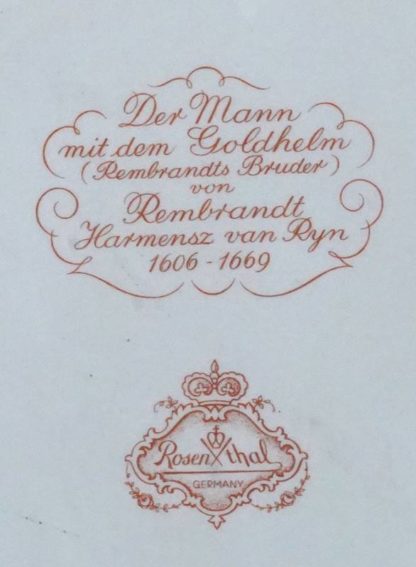 Der Mann
mit dem Goldhelm
(Rembrandts Bruder)
von
Rembrandt
Harmensz van Ryn
1606 - 1669
Rosenthal
GERMANY